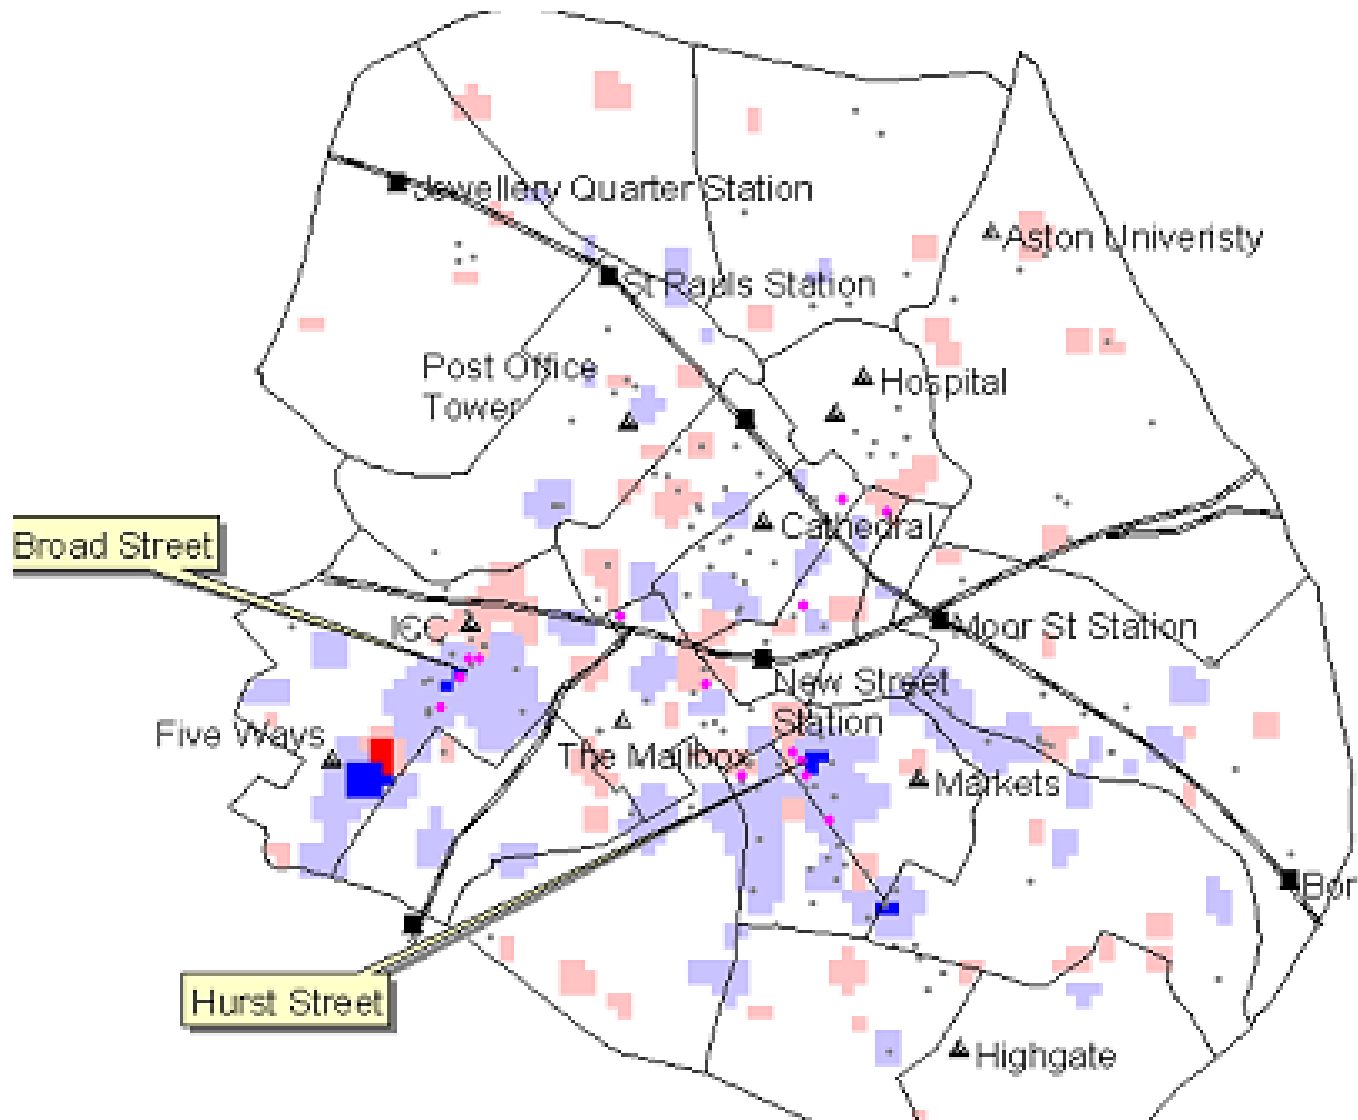 Jewellery Quarter Station
Aston Univeristy
St Pauls Station
Post Office
Tower
Hospital
Cathedral
Broad Street
ICC
Moor St Station
New Street
Station
Five Ways
The Mailbox
Markets
Bor
Hurst Street
Highgate